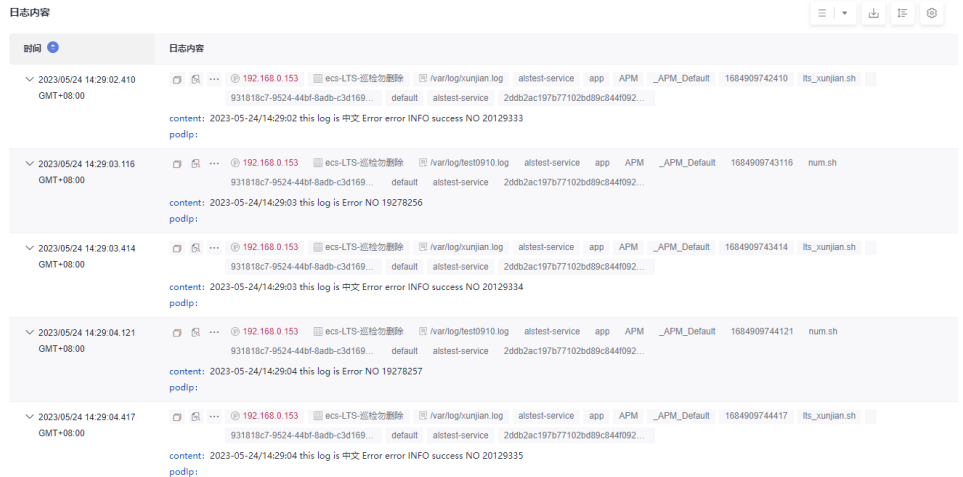 日志内容
时间 日志内容
2023/05/24 14:29:02.410 192.168.0.153 ecs-LTS-巡检勿删除 /var/log/xunjian.log alstest-service app APM _APM_Default 1684909742410 lts_xunjian.sh
GMT+08:00 931818c7-9524-44bf-8adb-c3d169... default alstest-service 2ddb2ac197b77102bd89c844f092...
content: 2023-05-24/14:29:02 this log is 中文 Error error INFO success NO 20129333
podIp:
2023/05/24 14:29:03.116 192.168.0.153 ecs-LTS-巡检勿删除 /var/log/test0910.log alstest-service app APM _APM_Default 1684909743116 num.sh
GMT+08:00 931818c7-9524-44bf-8adb-c3d169... default alstest-service 2ddb2ac197b77102bd89c844f092...
content: 2023-05-24/14:29:03 this log is Error NO 19278256
podIp:
2023/05/24 14:29:03.414 192.168.0.153 ecs-LTS-巡检勿删除 /var/log/xunjian.log alstest-service app APM _APM_Default 1684909743414 lts_xunjian.sh
GMT+08:00 931818c7-9524-44bf-8adb-c3d169... default alstest-service 2ddb2ac197b77102bd89c844f092...
content: 2023-05-24/14:29:03 this log is 中文 Error error INFO success NO 20129334
podIp:
2023/05/24 14:29:04.121 192.168.0.153 ecs-LTS-巡检勿删除 /var/log/test0910.log alstest-service app APM _APM_Default 1684909744121 num.sh
GMT+08:00 931818c7-9524-44bf-8adb-c3d169... default alstest-service 2ddb2ac197b77102bd89c844f092...
content: 2023-05-24/14:29:04 this log is Error NO 19278257
podIp:
2023/05/24 14:29:04.417 192.168.0.153 ecs-LTS-巡检勿删除 /var/log/xunjian.log alstest-service app APM _APM_Default 1684909744417 lts_xunjian.sh
GMT+08:00 931818c7-9524-44bf-8adb-c3d169... default alstest-service 2ddb2ac197b77102bd89c844f092...
content: 2023-05-24/14:29:04 this log is 中文 Error error INFO success NO 20129335
podIp: